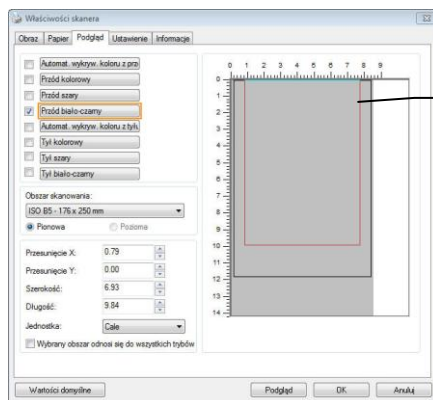 Właściwości skanera
Obraz Papier Podgląd Ustawienie Informacje
Automat. wykryw. koloru z prze
Przód kolorowy
Przód szary
Przód biało-czarny
Automat. wykryw. koloru z tyłu
Tył kolorowy
Tył szary
Tył biało-czarny
Obszar skanowania:
ISO B5 - 176 x 250 mm
Pionowa Pozioma
Przesunięcie X: 0.79
Przesunięcie Y: 0.00
Szerokość: 6.93
Długość: 9.84
Jednostka: Cale
Wybrany obszar odnosi się do wszystkich trybów
0 1 2 3 4 5 6 7 8 9
0
1
2
3
4
5
6
7
8
9
10
11
12
13
14
Wartości domyślne Podgląd OK Anuluj